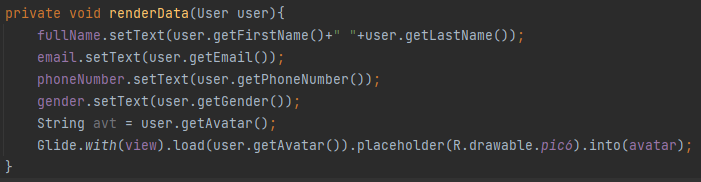 private void renderData(User user){
fullName.setText(user.getFirstName()+" "+user.getLastName());
email.setText(user.getEmail());
phoneNumber.setText(user.getPhoneNumber());
gender.setText(user.getGender());
String avt = user.getAvatar();
Glide.with(view).load(user.getAvatar()).placeholder(R.drawable.pic6).into(avatar);
}